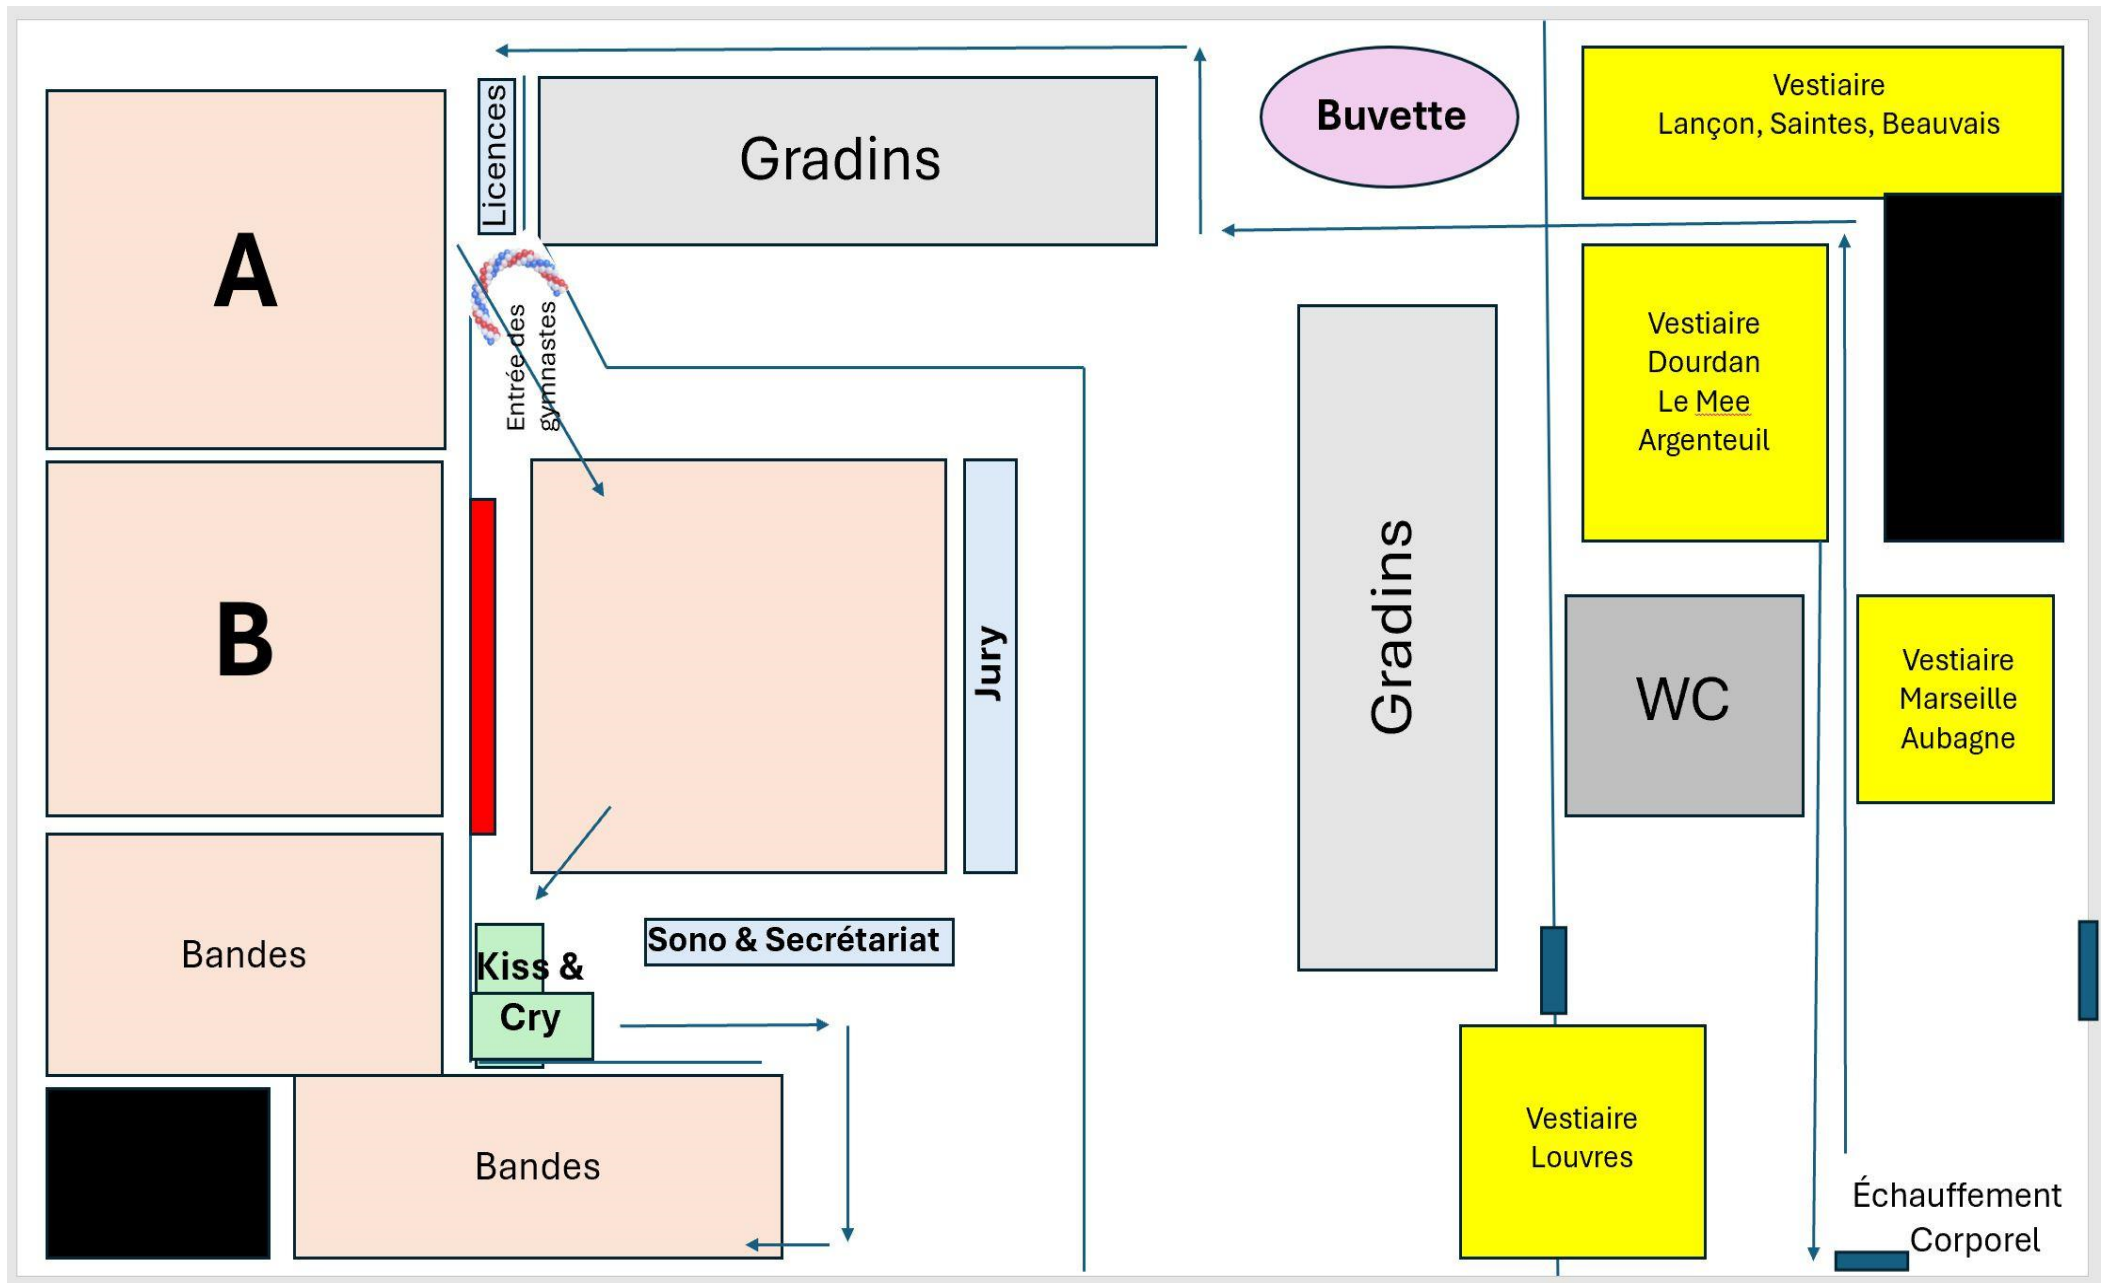 Licences
Gradins
Buvette
Vestiaire
Lançon, Saintes, Beauvais
A
Entrée des
gymnastes
Vestiaire
Dourdan
Le Mee
Argenteuil
B
Jury
Gradins
WC
Vestiaire
Marseille
Aubagne
Bandes
Kiss &
Cry
Sono & Secrétariat
Bandes
Vestiaire
Louvres
Échauffement
Corporel